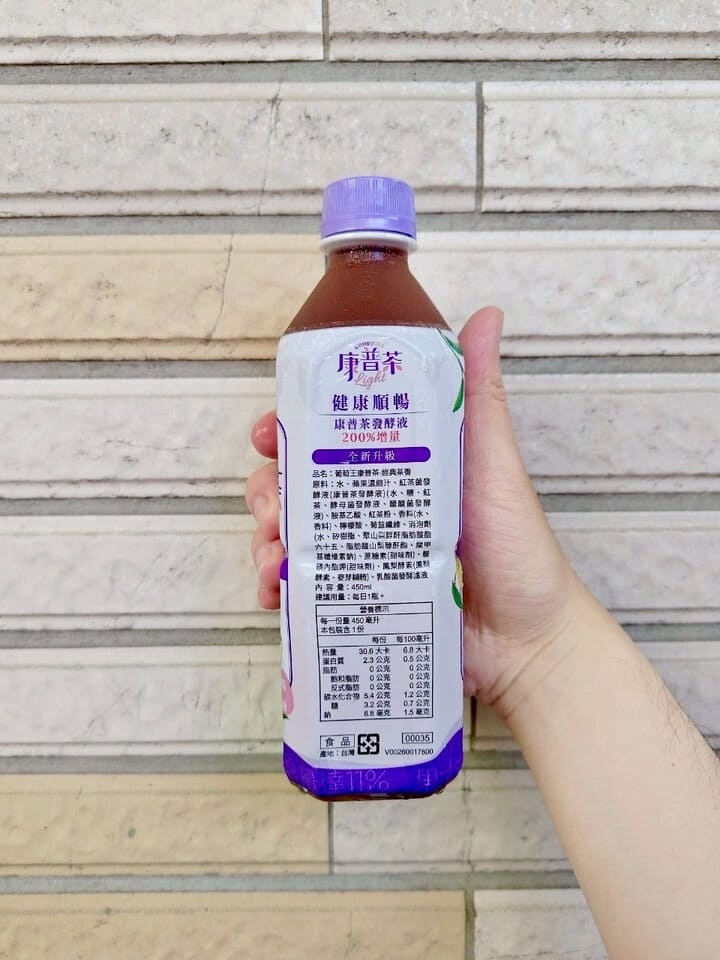 KOMBUCHA
康普茶
Light
健康順暢
康普茶發酵液
200%增量
全新升級
品名:葡萄王康普茶-經典茶香
原料:水、蘋果濃縮汁、紅茶菌發
酵液(康普茶發酵液)(水、糖、紅
茶、酵母菌發酵液、醋酸菌發酵
液)、胺基乙酸、紅茶粉、香料(水、
香料)、檸檬酸、菊苣纖維、消泡劑
(水、矽樹脂、聚山梨醇酐脂肪酸酯
六十五、脂肪酸山梨醇酐酯、羧甲
基纖維素鈉)、蔗糖素(甜味劑)、醋
磺內酯鉀(甜味劑)、鳳梨酵素(鳳梨
酵素、麥芽糊精)、乳酸菌發酵濾液
內容量:450ml
建議用量:每日1瓶。
營養標示
每一份量 450 毫升
本包裝含 1 份
每份 每100毫升
熱量 30.6 大卡 6.8 大卡
蛋白質 2.3 公克 0.5 公克
脂肪 0 公克 0 公克
飽和脂肪 0 公克 0 公克
反式脂肪 0 公克 0 公克
碳水化合物 5.4 公克 1.2 公克
糖 3.2 公克 0.7 公克
鈉 6.8 毫克 1.5 毫克
食品 00035
產地:台灣 V00260017800